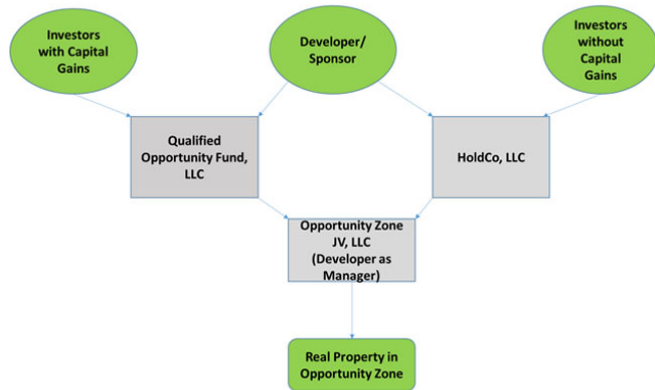 Investors
with Capital
Gains
Developer/
Sponsor
Investors
without
Capital
Gains
Qualified
Opportunity Fund,
LLC
HoldCo, LLC
Opportunity Zone
JV, LLC
(Developer as
Manager)
Real Property in
Opportunity Zone